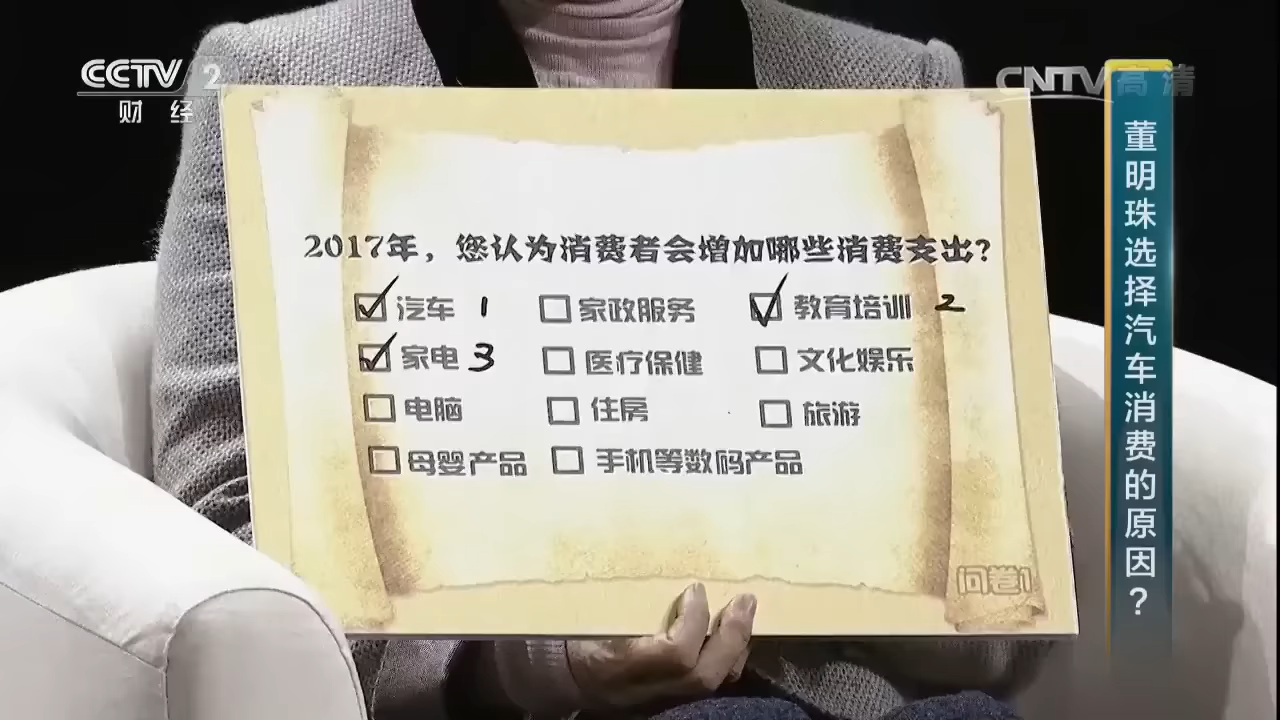 CCTV 2
财经
CNTV高清
2017年，您认为消费者会增加哪些消费支出?
汽车 1 家政服务 教育培训 2
家电 3 医疗保健 文化娱乐
电脑 住房 旅游
母婴产品 手机等数码产品
问卷1
董明珠选择汽车消费的原因？